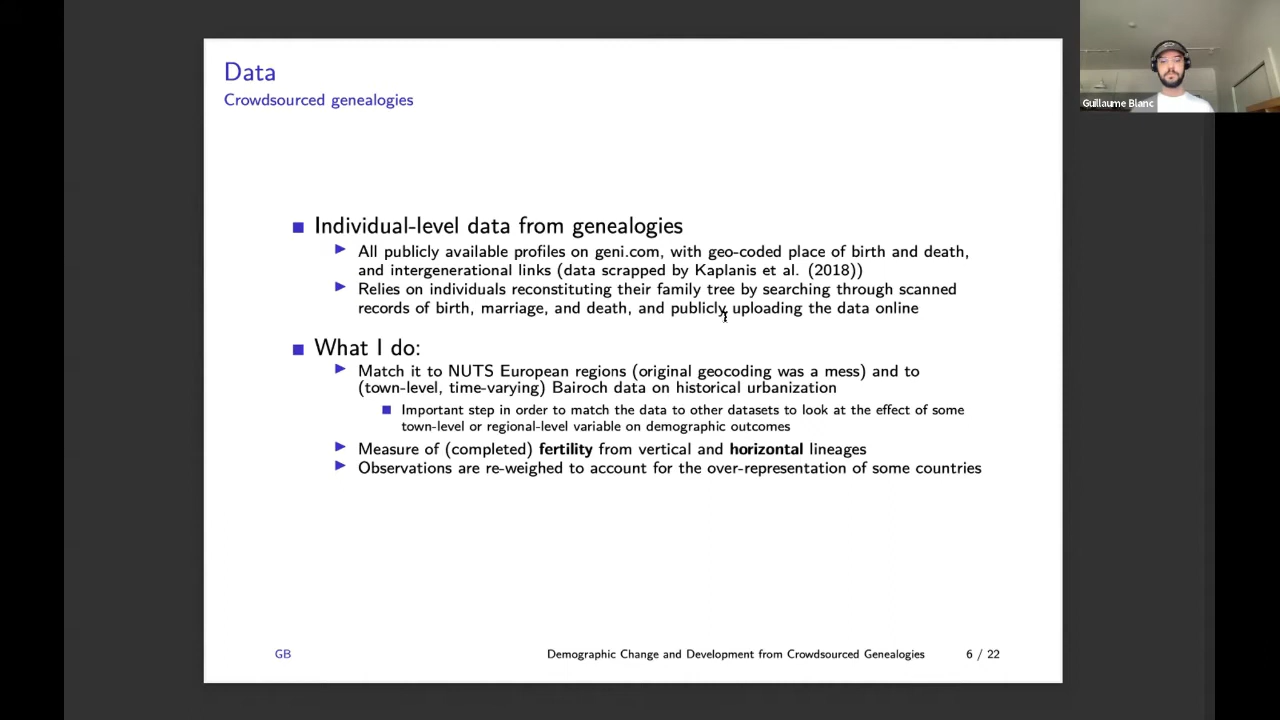 Data
Crowdsourced genealogies
Individual-level data from genealogies
All publicly available profiles on geni.com, with geo-coded place of birth and death,
and intergenerational links (data scrapped by Kaplanis et al. (2018))
Relies on individuals reconstituting their family tree by searching through scanned
records of birth, marriage, and death, and publicly uploading the data online
What I do:
Match it to NUTS European regions (original geocoding was a mess) and to
(town-level, time-varying) Bairoch data on historical urbanization
Important step in order to match the data to other datasets to look at the effect of some
town-level or regional-level variable on demographic outcomes
Measure of (completed) fertility from vertical and horizontal lineages
Observations are re-weighed to account for the over-representation of some countries
GB
Demographic Change and Development from Crowdsourced Genealogies
6 / 22
Guillaume Blanc